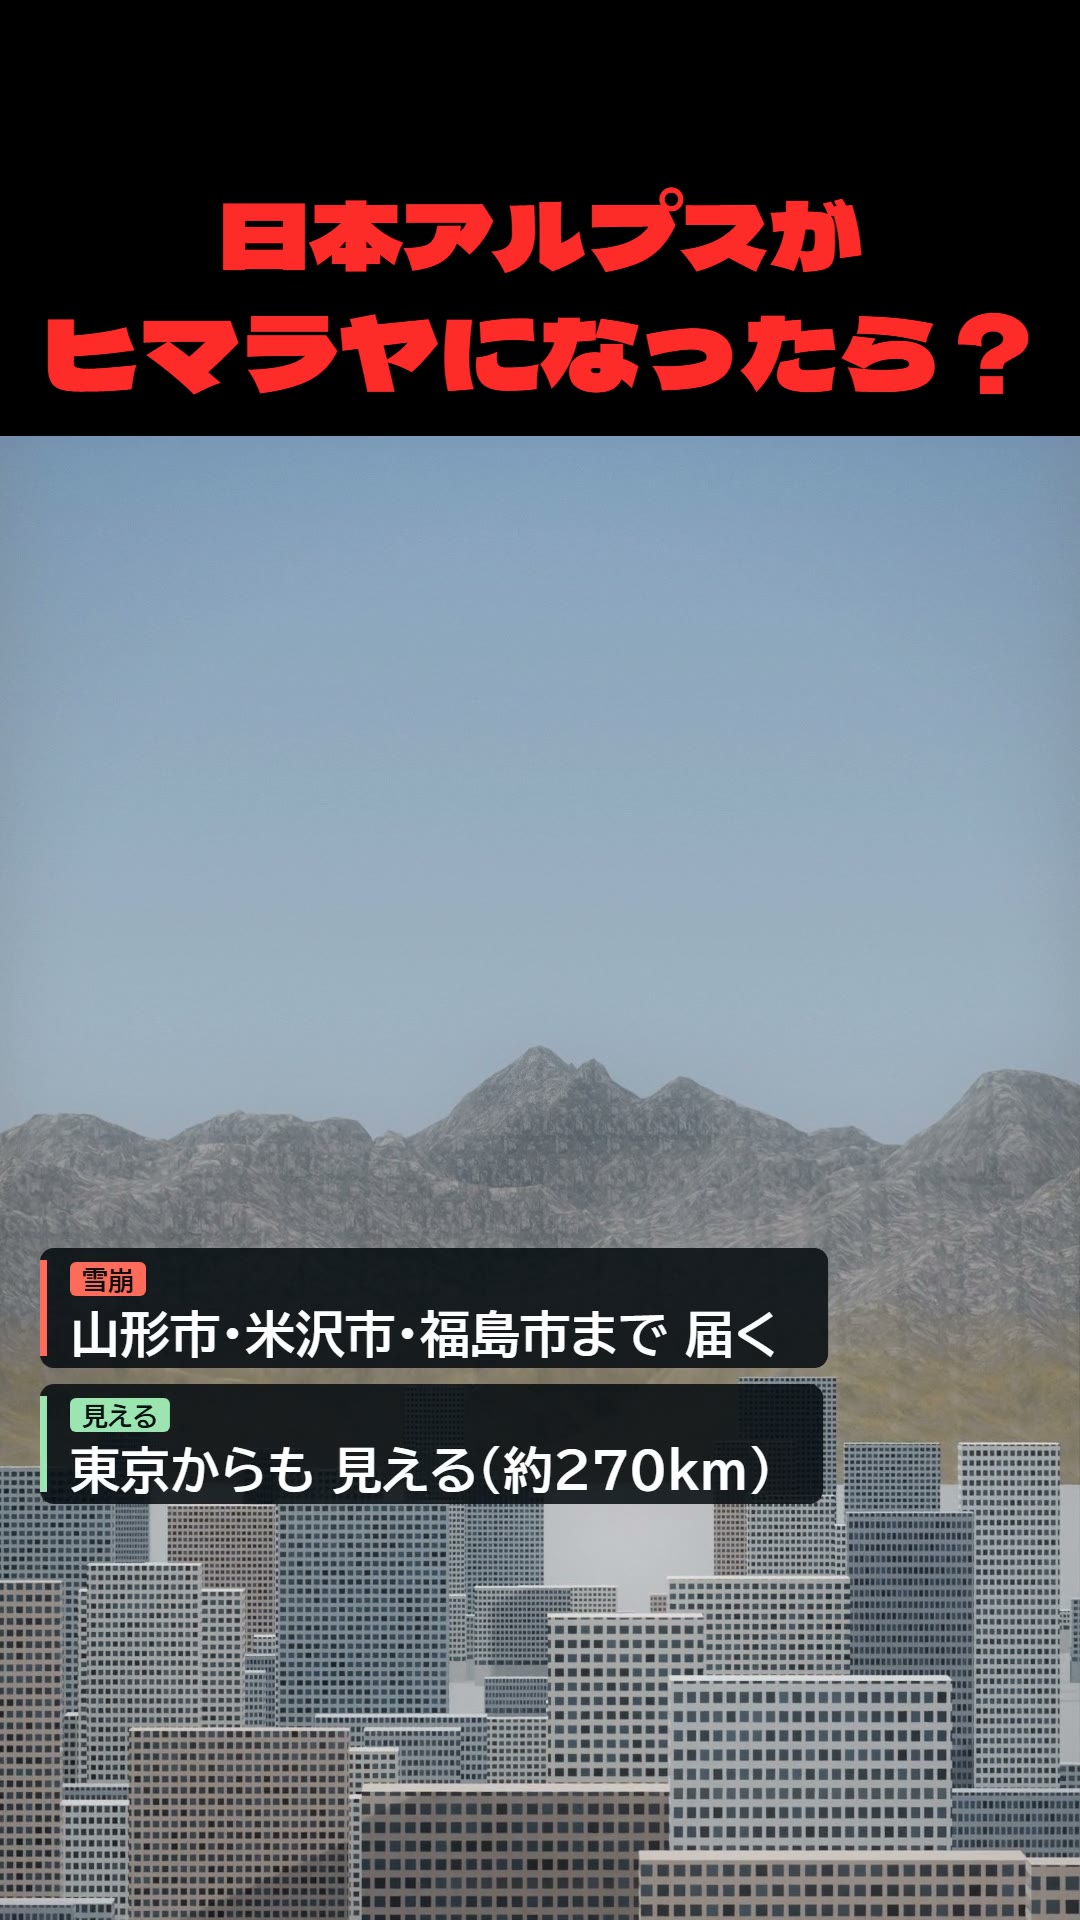 日本アルプスが
ヒマラヤになったら？
雪崩
山形市・米沢市・福島市まで 届く
見える
東京からも 見える（約270km）